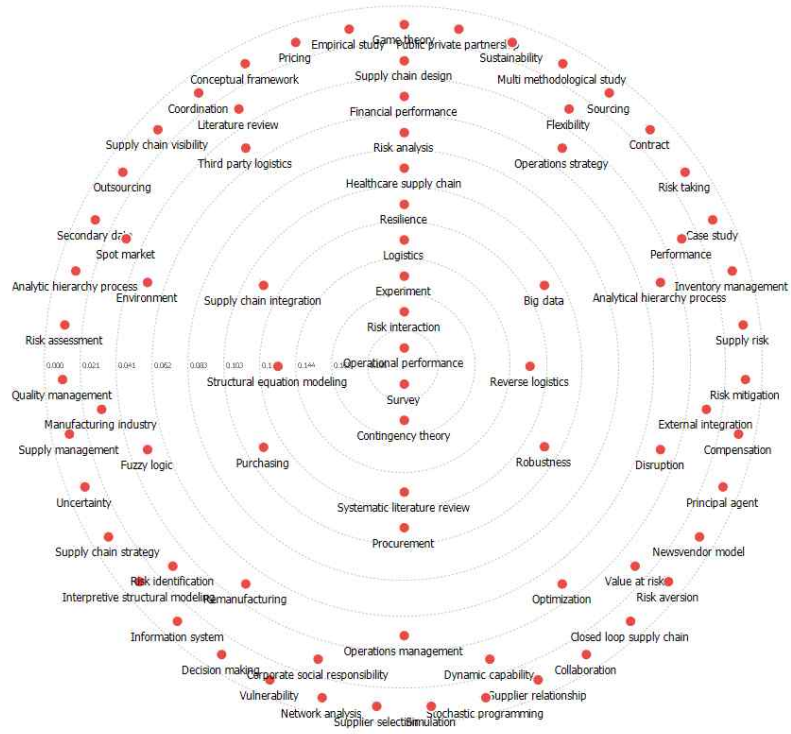 Game theory
Empirical study
Public private partnership
Pricing
Sustainability
Supply chain design
Conceptual framework
Multi methodological study
Coordination
Financial performance
Sourcing
Literature review
Flexibility
Supply chain visibility
Risk analysis
Contract
Third party logistics
Operations strategy
Outsourcing
Healthcare supply chain
Risk taking
Resilience
Secondary data
Case study
Spot market
Logistics
Performance
Analytic hierarchy process
Experiment
Inventory management
Environment
Supply chain integration
Big data
Analytical hierarchy process
Risk interaction
Risk assessment
Supply risk
Operational performance
0.000 0.021 0.041 0.062 0.083 0.103 0.144
Structural equation modeling
Reverse logistics
Quality management
Survey
Risk mitigation
Manufacturing industry
External integration
Contingency theory
Supply management
Compensation
Fuzzy logic
Purchasing
Robustness
Disruption
Uncertainty
Systematic literature review
Principal agent
Procurement
Supply chain strategy
Newsvendor model
Risk identification
Value at risk
Interpretive structural modeling
Remanufacturing
Optimization
Risk aversion
Information system
Closed loop supply chain
Operations management
Decision making
Corporate social responsibility
Dynamic capability
Collaboration
Vulnerability
Supplier relationship
Network analysis
Stochastic programming
Supplier selection
Simulation